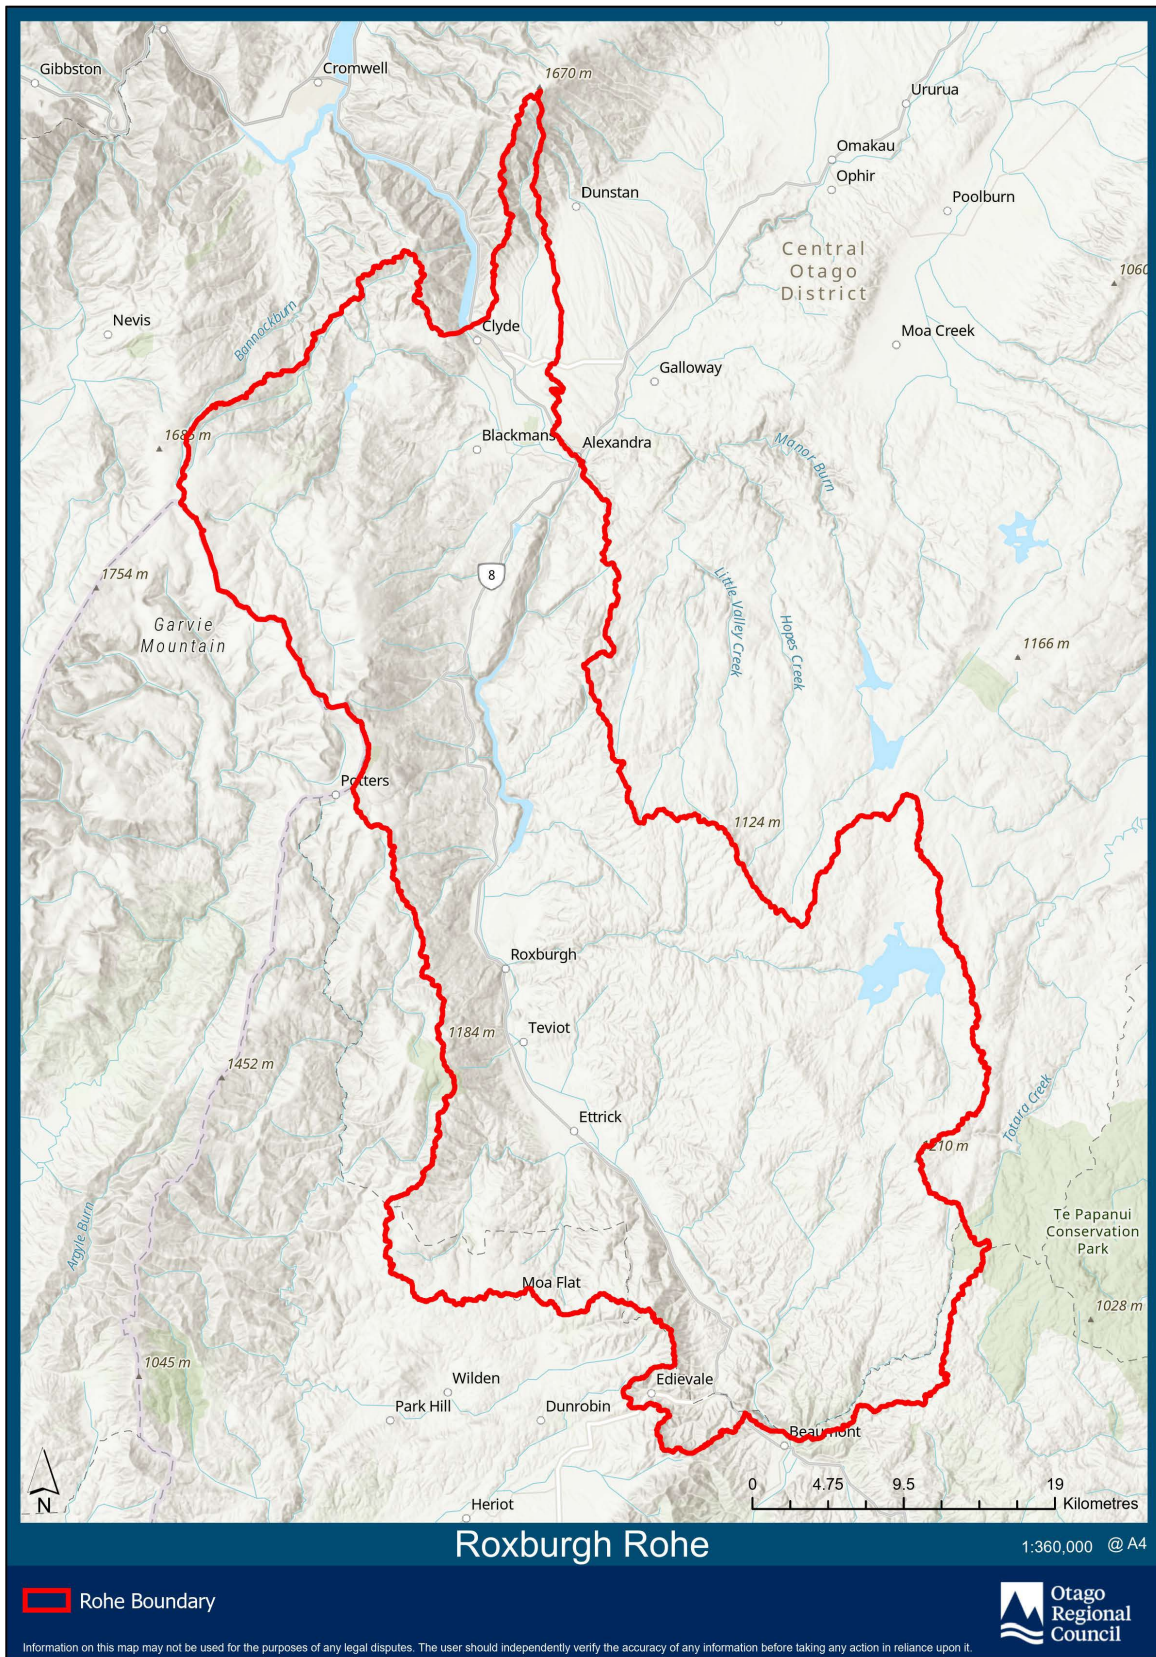 1670 m
Gibbston
Cromwell
Ururua
Omakau
Ophir
Dunstan
Poolburn
Central
Otago
District
1060
Nevis
Bannockburn
Clyde
Moa Creek
Galloway
1685 m
Blackmans
Alexandra
Manor Burn
8
1754 m
Little Valley Creek
Hopes Creek
Garvie
Mountain
1166 m
Potters
1124 m
Roxburgh
Teviot
1184 m
1452 m
Ettrick
Totara Creek
1210 m
Argyle Burn
Te Papanui
Conservation
Park
Moa Flat
1028 m
1045 m
Wilden
Edievale
Park Hill
Dunrobin
Beaumont
Heriot
N
0 4.75 9.5 19
Kilometres
Roxburgh Rohe
1:360,000 @ A4
Rohe Boundary
Otago
Regional
Council
Information on this map may not be used for the purposes of any legal disputes. The user should independently verify the accuracy of any information before taking any action in reliance upon it.